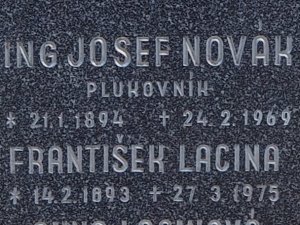 ING JOSEF NOVÁK
PLUKOVNÍK
* 21.1.1894 + 24.2.1969
FRANTIŠEK LACINA
* 14.2.1893 + 27.3.1975